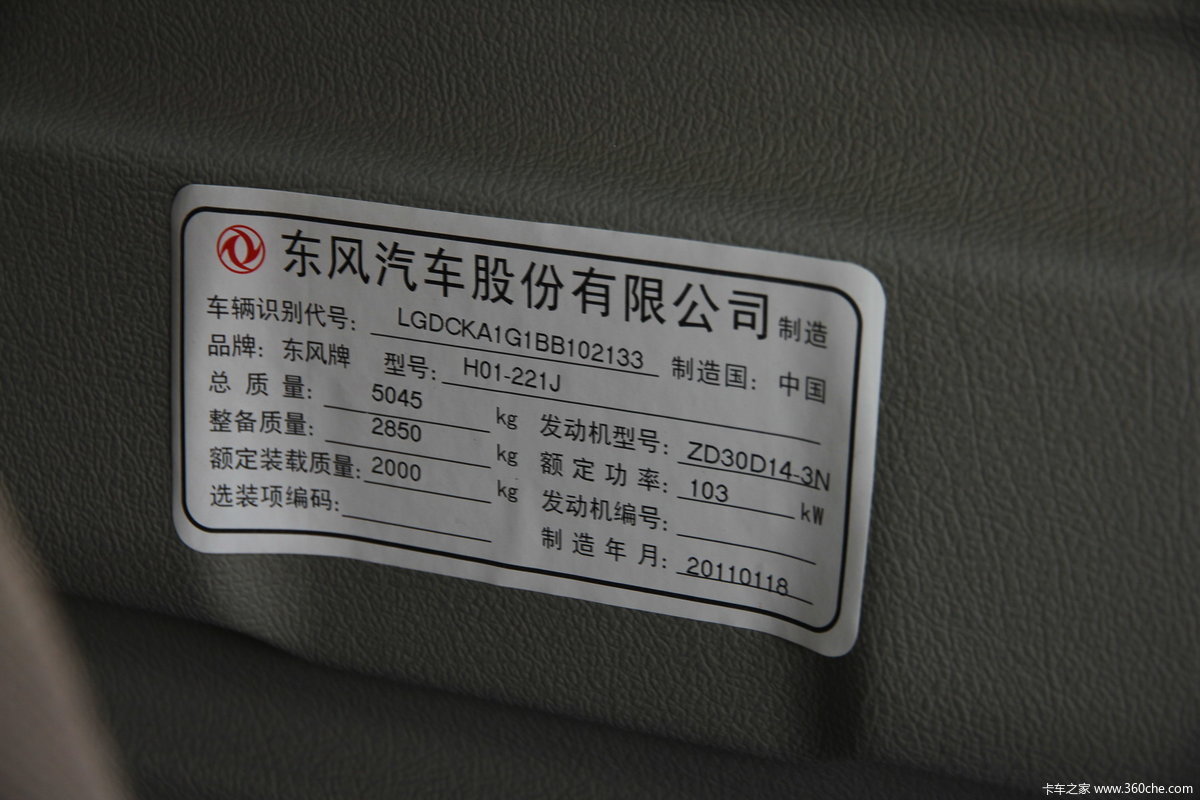 东风汽车股份有限公司 制造
车辆识别代号: LGDCKA1G1BB102133 制造国: 中国
品牌: 东风牌 型号: H01-221J
总质量: 5045 kg 发动机型号: ZD30D14-3N
整备质量: 2850 kg 额定功率: 103 kW
额定装载质量: 2000 kg 发动机编号:
选装项编码: 制造年月: 20110118
卡车之家 www.360che.com